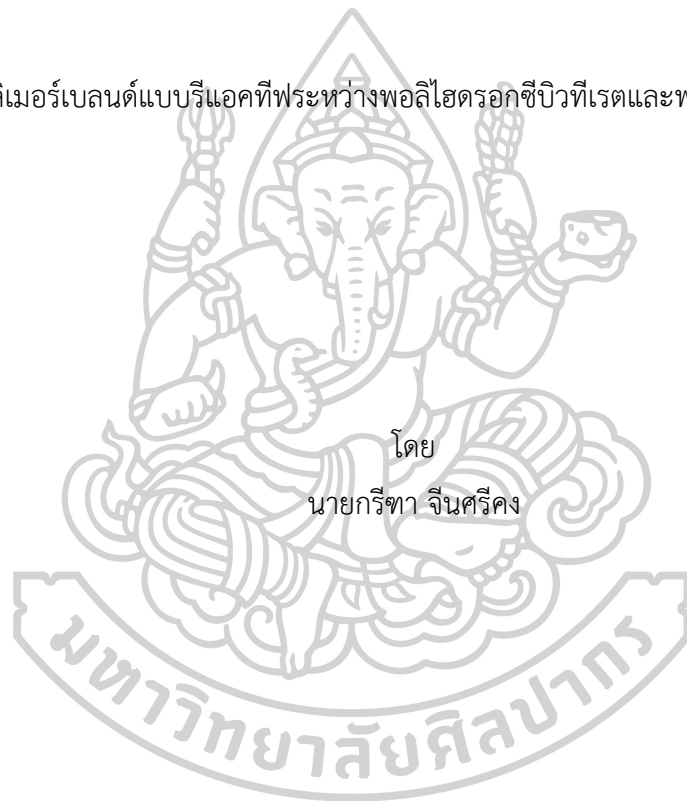 ลิเมอร์เบลนด์แบบรีแอคทีฟระหว่างพอลิไฮดรอกซีบิวทีเรตและพ
โดย
นายกรีฑา จีนศรีคง
มหาวิทยาลัยศิลปากร